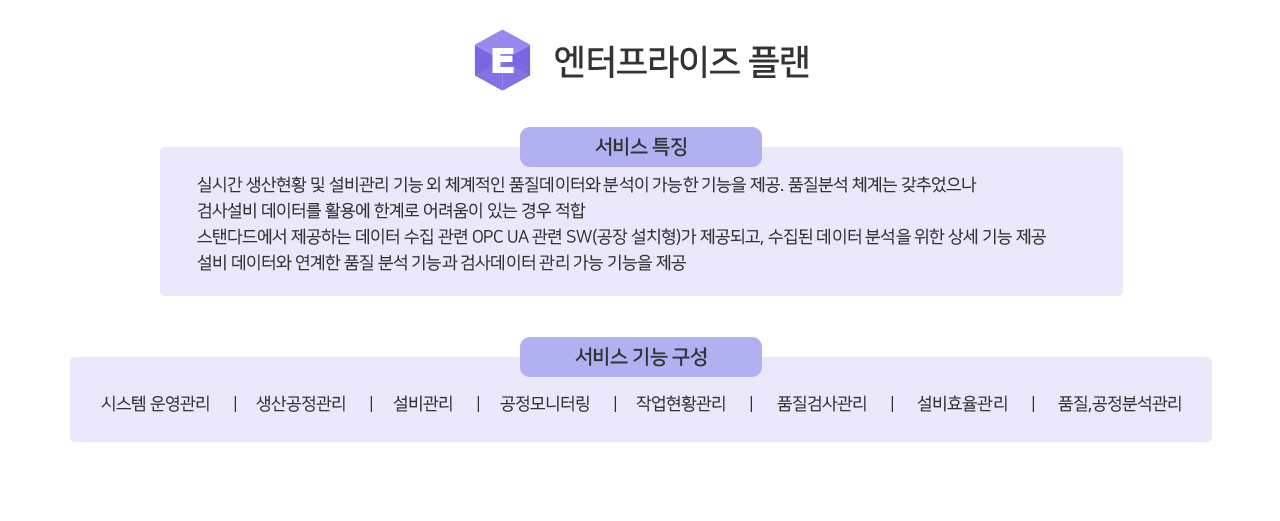 E 엔터프라이즈 플랜
서비스 특징
실시간 생산현황 및 설비관리 기능 외 체계적인 품질데이터와 분석이 가능한 기능을 제공. 품질분석 체계는 갖추었으나
검사설비 데이터를 활용에 한계로 어려움이 있는 경우 적합
스탠다드에서 제공하는 데이터 수집 관련 OPC UA 관련 SW(공장 설치형)가 제공되고, 수집된 데이터 분석을 위한 상세 기능 제공
설비 데이터와 연계한 품질 분석 기능과 검사데이터 관리 가능 기능을 제공
서비스 기능 구성
시스템 운영관리 | 생산공정관리 | 설비관리 | 공정모니터링 | 작업현황관리 | 품질검사관리 | 설비효율관리 | 품질,공정분석관리